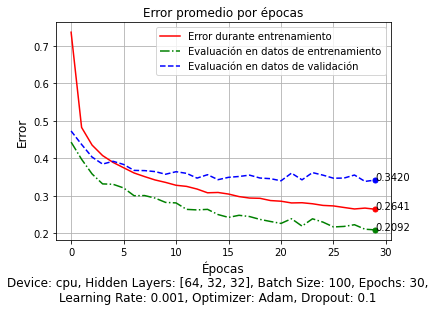 Error promedio por épocas
Error durante entrenamiento
Evaluación en datos de entrenamiento
Evaluación en datos de validación
Error
0.7
0.6
0.5
0.4
0.3
0.2
0.3420
0.2641
0.2092
0 5 10 15 20 25 30
Épocas
Device: cpu, Hidden Layers: [64, 32, 32], Batch Size: 100, Epochs: 30,
Learning Rate: 0.001, Optimizer: Adam, Dropout: 0.1